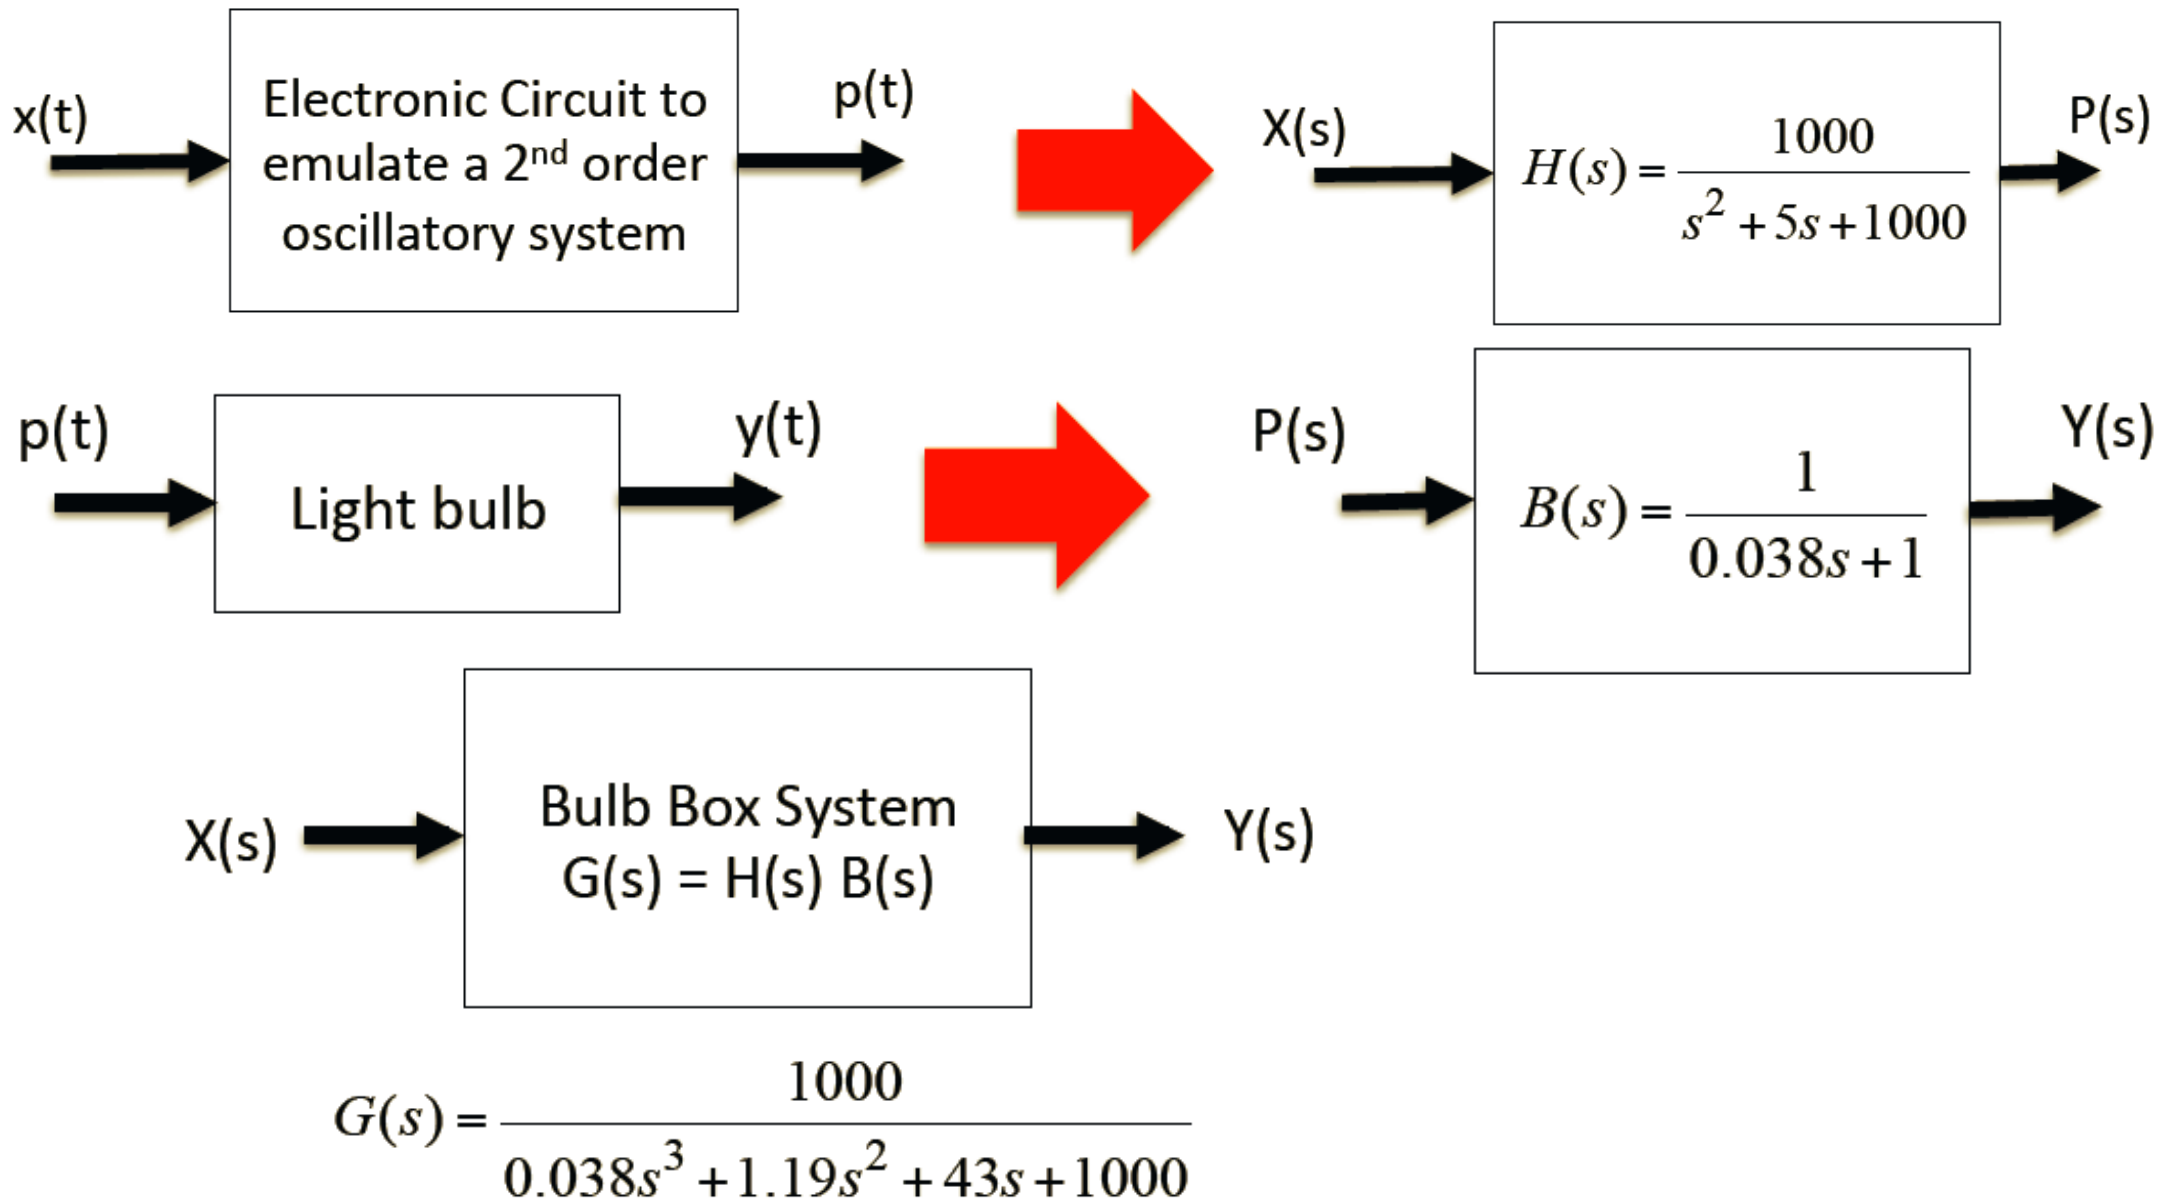 x(t)
Electronic Circuit to
emulate a 2nd order
oscillatory system
p(t)
X(s)
H(s) = 1000 / (s^2 + 5s + 1000)
P(s)
p(t)
Light bulb
y(t)
P(s)
B(s) = 1 / (0.038s + 1)
Y(s)
X(s)
Bulb Box System
G(s) = H(s) B(s)
Y(s)
G(s) = 1000 / (0.038s^3 + 1.19s^2 + 43s + 1000)